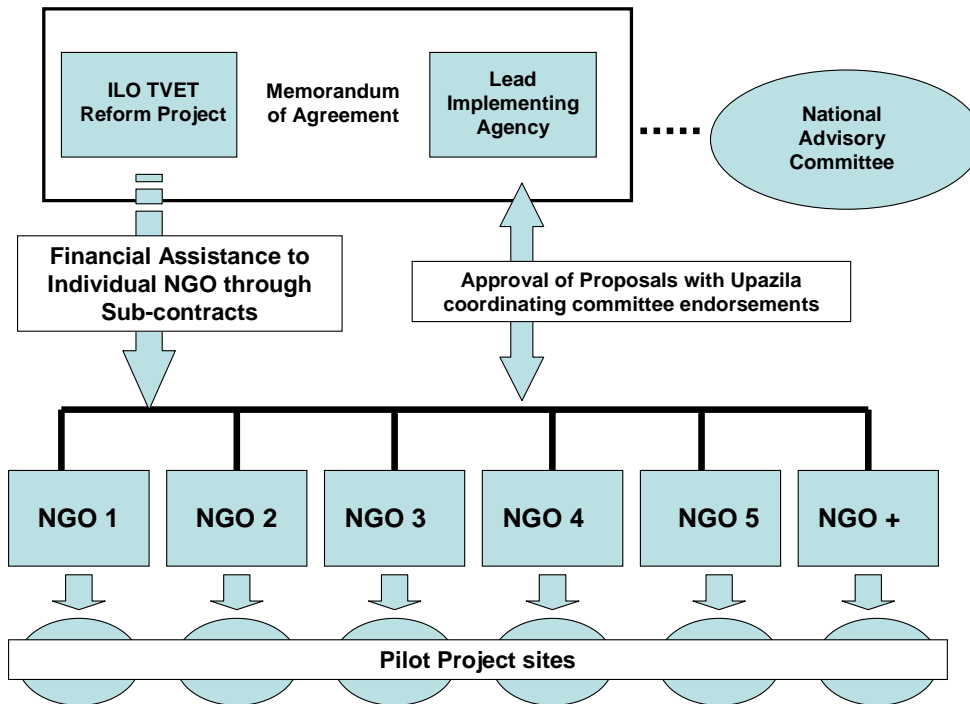 ILO TVET
Reform Project
Memorandum
of Agreement
Lead
Implementing
Agency
National
Advisory
Committee
Financial Assistance to
Individual NGO through
Sub-contracts
Approval of Proposals with Upazila
coordinating committee endorsements
NGO 1
NGO 2
NGO 3
NGO 4
NGO 5
NGO +
Pilot Project sites